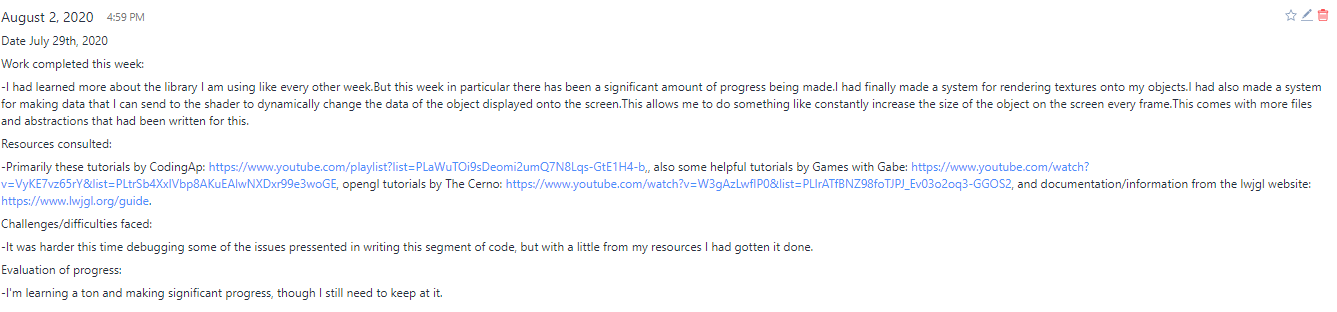 August 2, 2020 4:59 PM
Date July 29th, 2020
Work completed this week:
-I had learned more about the library I am using like every other week.But this week in particular there has been a significant amount of progress being made.I had finally made a system for rendering textures onto my objects.I had also made a system
for making data that I can send to the shader to dynamically change the data of the object displayed onto the screen.This allows me to do something like constantly increase the size of the object on the screen every frame.This comes with more files
and abstractions that had been written for this.
Resources consulted:
-Primarily these tutorials by CodingAp: https://www.youtube.com/playlist?list=PLaWuTOi9sDeomi2umQ7N8Lqs-GtE1H4-b,, also some helpful tutorials by Games with Gabe: https://www.youtube.com/watch?
v=VyKE7vz65rY&list=PLtrSb4XxIVbp8AKuEAlwNXDxr99e3woGE, opengl tutorials by The Cerno: https://www.youtube.com/watch?v=W3gAzLwfIP0&list=PLlrATfBNZ98foTJPJ_Ev03o2oq3-GGOS2, and documentation/information from the lwjgl website:
https://www.lwjgl.org/guide.
Challenges/difficulties faced:
-It was harder this time debugging some of the issues pressented in writing this segment of code, but with a little from my resources I had gotten it done.
Evaluation of progress:
-I'm learning a ton and making significant progress, though I still need to keep at it.